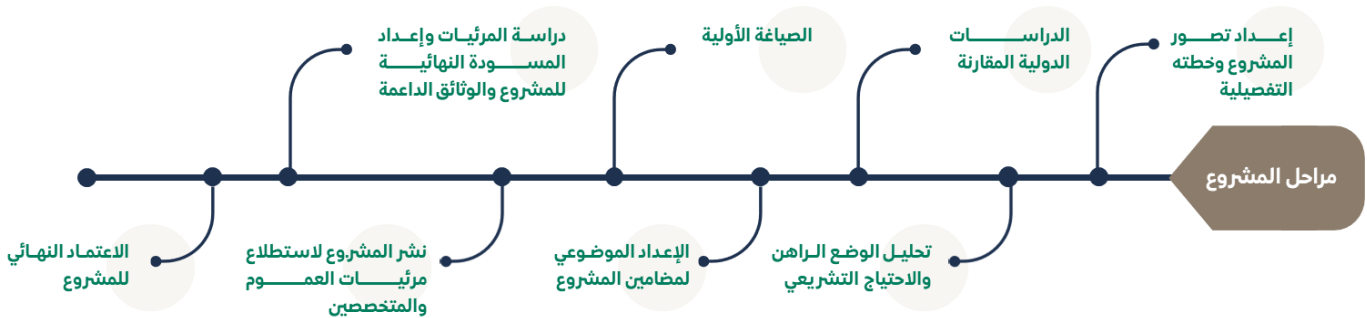 مراحل المشروع
إعداد تصور
المشروع وخطته
التفصيلية
تحليل الوضع الراهن
والاحتياج التشريعي
الدراسات
الدولية المقارنة
الإعداد الموضوعي
لمضامين المشروع
الصياغة الأولية
نشر المشروع لاستطلاع
مرئيات العموم
والمتخصصين
دراسة المرئيات وإعداد
المسودة النهائية
للمشروع والوثائق الداعمة
الاعتماد النهائي
للمشروع